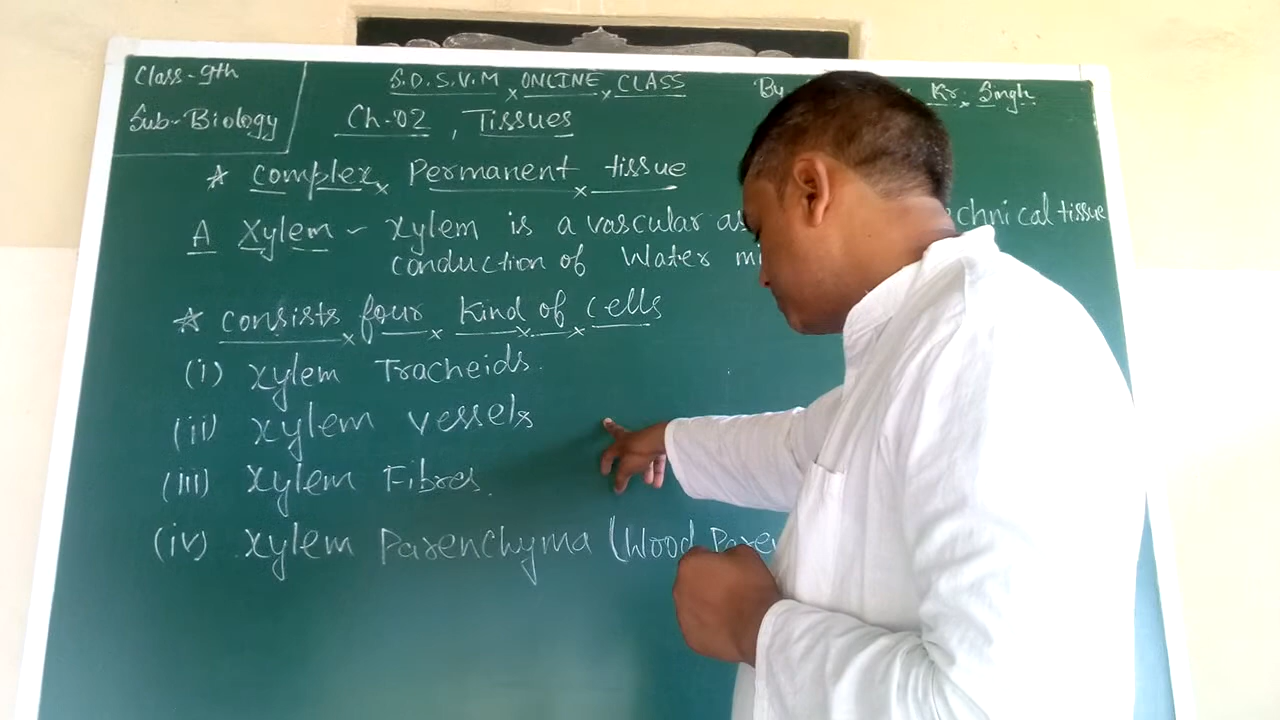 Class-9th
Sub-Biology
S.D.S.V.M ONLINE CLASS
By Kr. Singh
Ch-02, Tissues
* Complex Permanent tissue
A Xylem - xylem is a vascular as chnical tissue
conduction of Water mi
* consists four Kind of cells
(i) Xylem Tracheids.
(ii) Xylem vessels
(iii) Xylem Fibres.
(iv) Xylem Parenchyma (Wood Paren